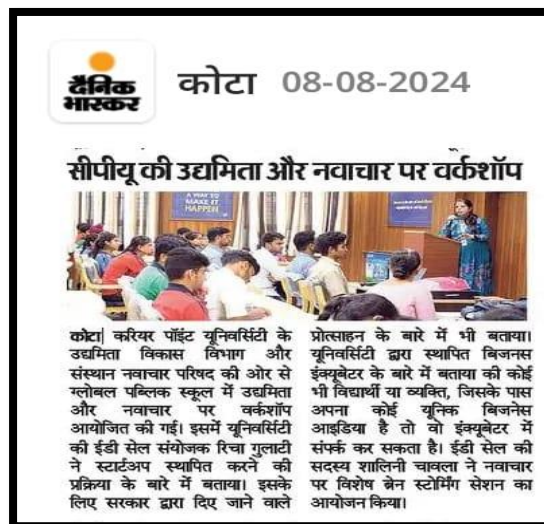 दैनिक
भास्कर
कोटा 08-08-2024
सीपीयू की उद्यमिता और नवाचार पर वर्कशॉप
A WAY TO
MAKE IT
HAPPEN
कोटा| करियर पॉइंट यूनिवर्सिटी के
उद्यमिता विकास विभाग और
संस्थान नवाचार परिषद की ओर से
ग्लोबल पब्लिक स्कूल में उद्यमिता
और नवाचार पर वर्कशॉप
आयोजित की गई। इसमें यूनिवर्सिटी
की ईडी सेल संयोजक रिचा गुलाटी
ने स्टार्टअप स्थापित करने की
प्रक्रिया के बारे में बताया। इसके
लिए सरकार द्वारा दिए जाने वाले
प्रोत्साहन के बारे में भी बताया।
यूनिवर्सिटी द्वारा स्थापित बिजनस
इंक्यूबेटर के बारे में बताया की कोई
भी विद्यार्थी या व्यक्ति, जिसके पास
अपना कोई यूनिक बिजनेस
आइडिया है तो वो इंक्यूबेटर में
संपर्क कर सकता है। ईडी सेल की
सदस्य शालिनी चावला ने नवाचार
पर विशेष ब्रेन स्टोर्मिंग सेशन का
आयोजन किया।